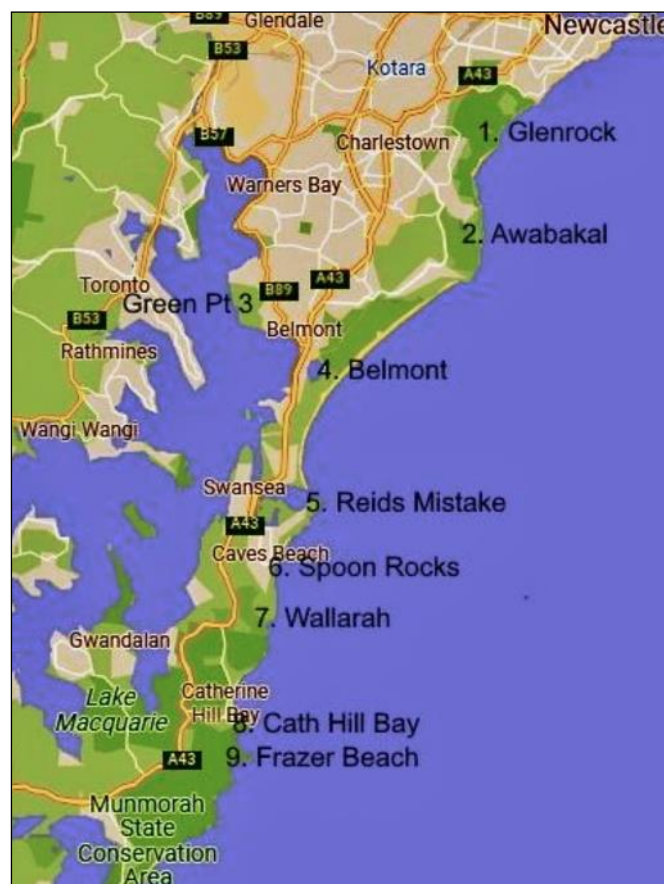 B89
Glendale
Newcastle
B53
Kotara
A43
B57
Charlestown
1. Glenrock
Warners Bay
2. Awabakal
Toronto
A43
B89
Green Pt 3
B53
Belmont
Rathmines
4. Belmont
Wangi Wangi
Swansea
5. Reids Mistake
A43
Caves Beach
6. Spoon Rocks
7. Wallarah
Gwandalan
Lake
Macquarie
Catherine
Hill Bay
8. Cath Hill Bay
A43
9. Frazer Beach
Munmorah
State
Conservation
Area